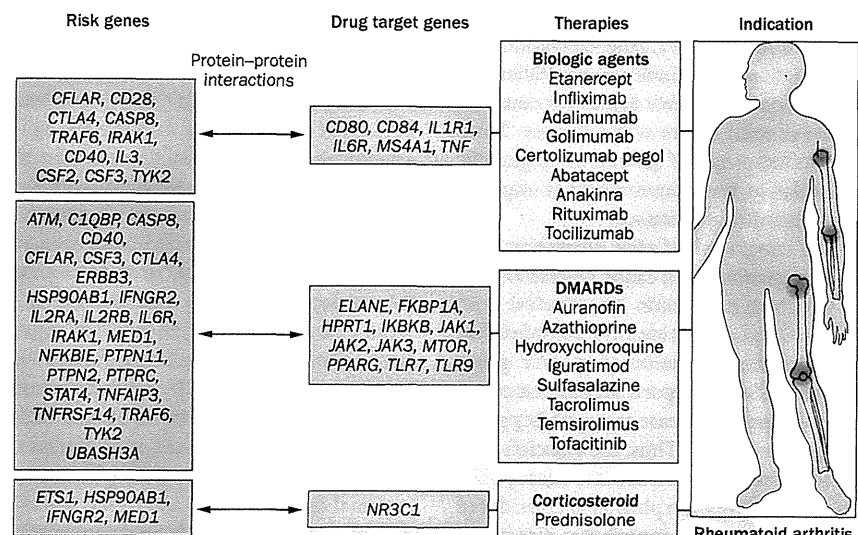 Risk genes
Drug target genes
Therapies
Indication
Protein–protein
interactions
CFLAR, CD28,
CTLA4, CASP8,
TRAF6, IRAK1,
CD40, IL3,
CSF2, CSF3, TYK2
CD80, CD84, IL1R1,
IL6R, MS4A1, TNF
Biologic agents
Etanercept
Infliximab
Adalimumab
Golimumab
Certolizumab pegol
Abatacept
Anakinra
Rituximab
Tocilizumab
ATM, C1QBP, CASP8,
CD40,
CFLAR, CSF3, CTLA4,
ERBB3,
HSP90AB1, IFNGR2,
IL2RA, IL2RB, IL6R,
IRAK1, MED1,
NFKBIE, PTPN11,
PTPN2, PTPRC,
STAT4, TNFAIP3,
TNFRSF14, TRAF6,
TYK2
UBASH3A
ELANE, FKBP1A,
HPRT1, IKBKB, JAK1,
JAK2, JAK3, MTOR,
PPARG, TLR7, TLR9
DMARDs
Auranofin
Azathioprine
Hydroxychloroquine
Iguratimod
Sulfasalazine
Tacrolimus
Temsirolimus
Tofacitinib
ETS1, HSP90AB1,
IFNGR2, MED1
NR3C1
Corticosteroid
Prednisolone
Rheumatoid arthritis